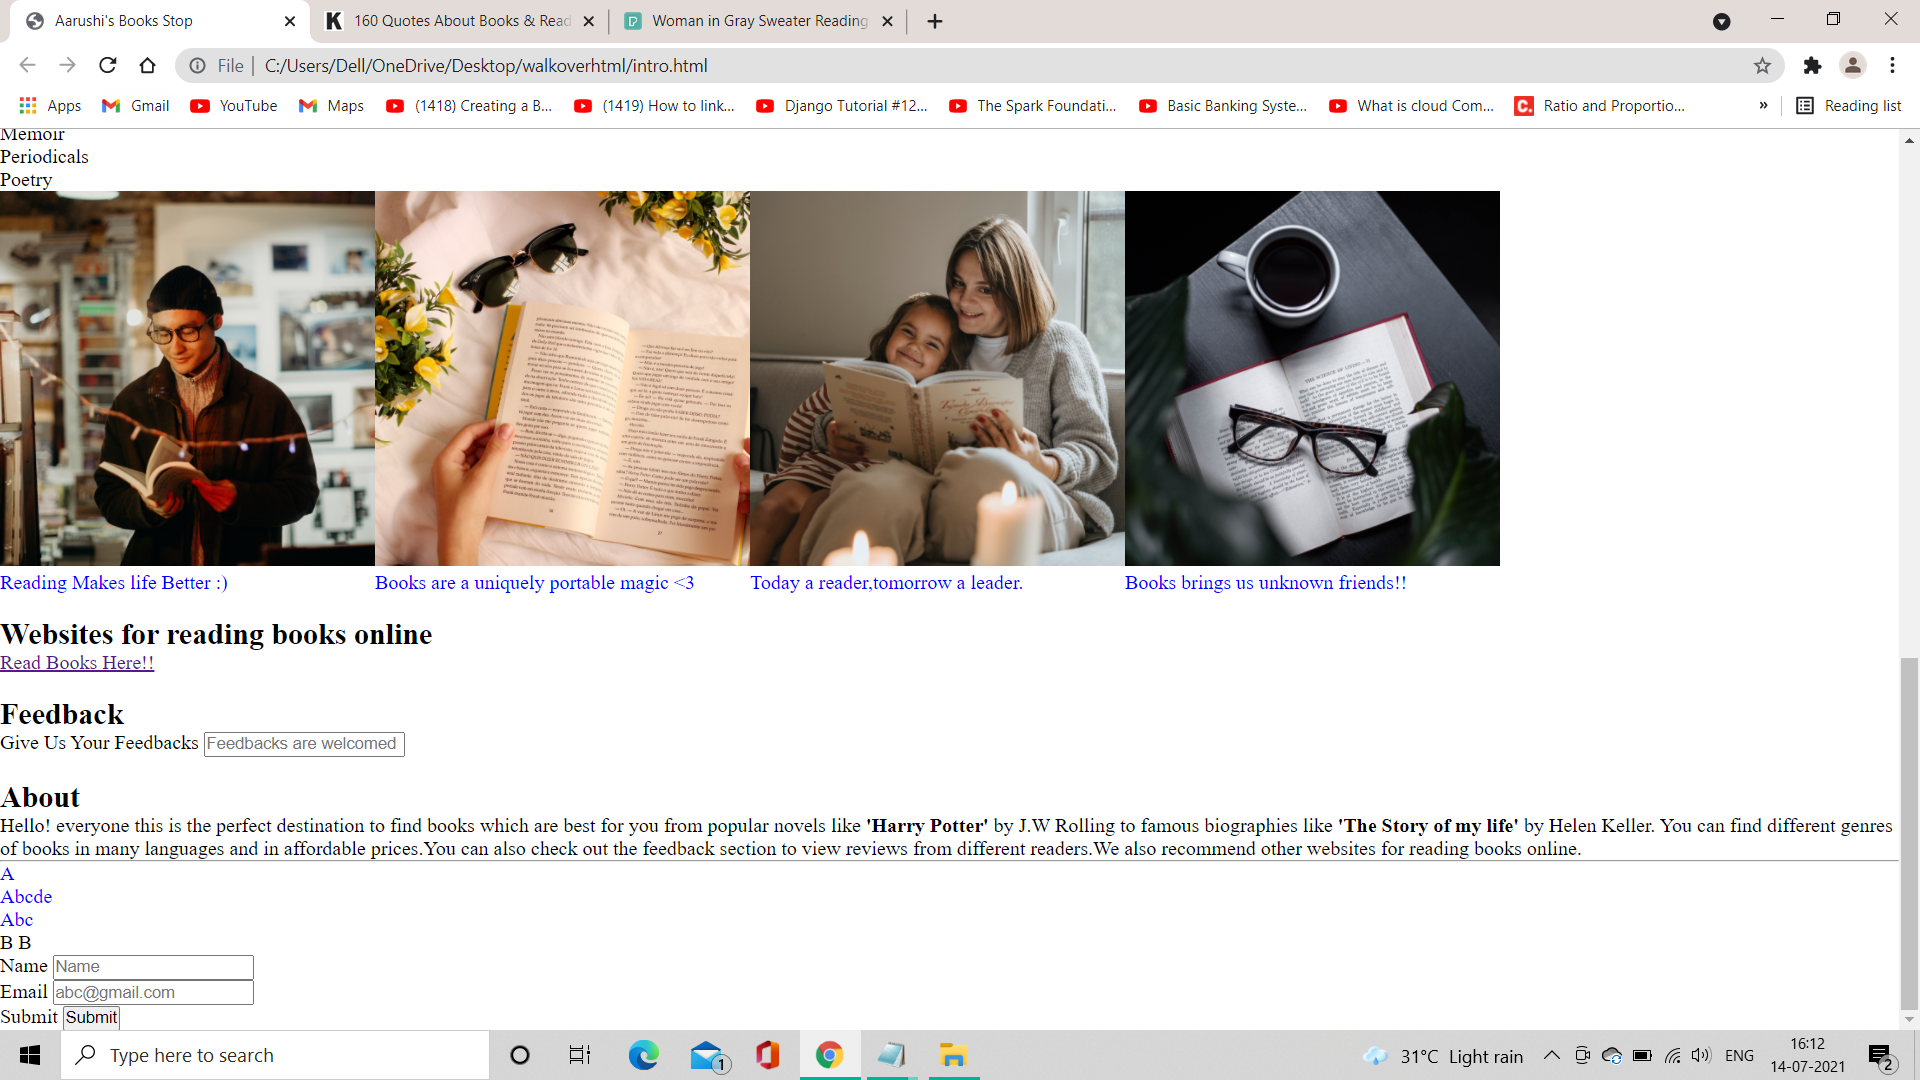 Aarushi's Books Stop
160 Quotes About Books & Read
Woman in Gray Sweater Reading
File
C:/Users/Dell/OneDrive/Desktop/walkoverhtml/intro.html
Apps
Gmail
YouTube
Maps
(1418) Creating a B...
(1419) How to link...
Django Tutorial #12...
The Spark Foundati...
Basic Banking Syste...
What is cloud Com...
Ratio and Proportio...
»
Reading list
Memoir
Periodicals
Poetry
THE SCIENCE OF LIVING
Reading Makes life Better :)
Books are a uniquely portable magic <3
Today a reader,tomorrow a leader.
Books brings us unknown friends!!
Websites for reading books online
Read Books Here!!
Feedback
Give Us Your Feedbacks Feedbacks are welcomed
About
Hello! everyone this is the perfect destination to find books which are best for you from popular novels like 'Harry Potter' by J.W Rolling to famous biographies like 'The Story of my life' by Helen Keller. You can find different genres
of books in many languages and in affordable prices.You can also check out the feedback section to view reviews from different readers.We also recommend other websites for reading books online.
A
Abcde
Abc
B B
Name Name
Email abc@gmail.com
Submit Submit
Type here to search
1
31°C Light rain
ENG
16:12
14-07-2021
2